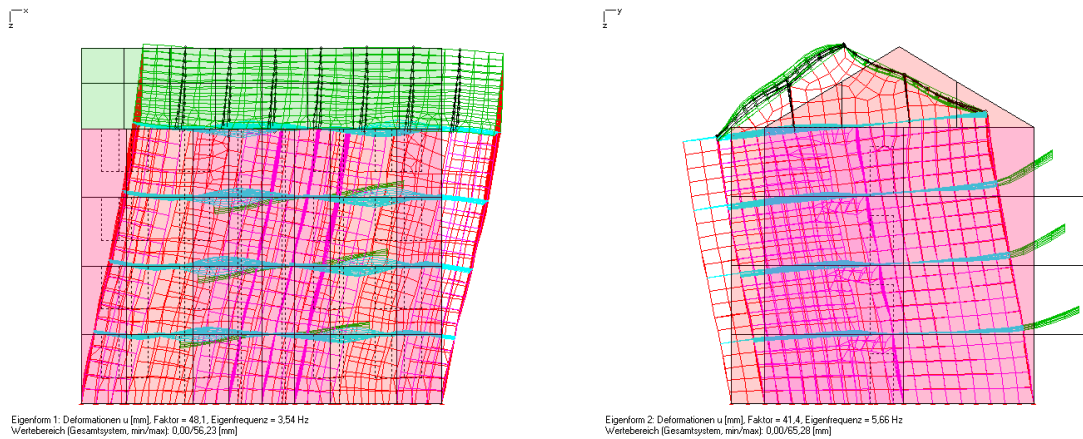 x
z
y
z
Eigenform 1: Deformationen u [mm], Faktor = 48,1, Eigenfrequenz = 3,54 Hz
Wertebereich (Gesamtsystem, min/max): 0,00/56,23 [mm]
Eigenform 2: Deformationen u [mm], Faktor = 41,4, Eigenfrequenz = 5,66 Hz
Wertebereich (Gesamtsystem, min/max): 0,00/65,28 [mm]